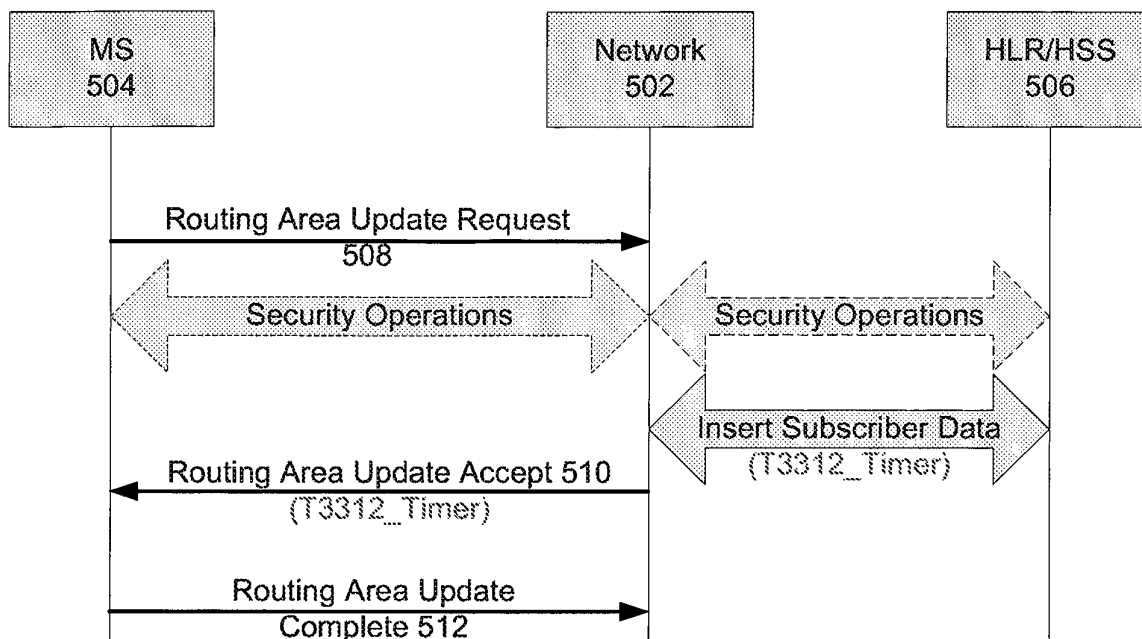 MS
504
Network
502
HLR/HSS
506
Routing Area Update Request
508
Security Operations
Security Operations
Insert Subscriber Data
(T3312_Timer)
Routing Area Update Accept 510
(T3312_Timer)
Routing Area Update
Complete 512